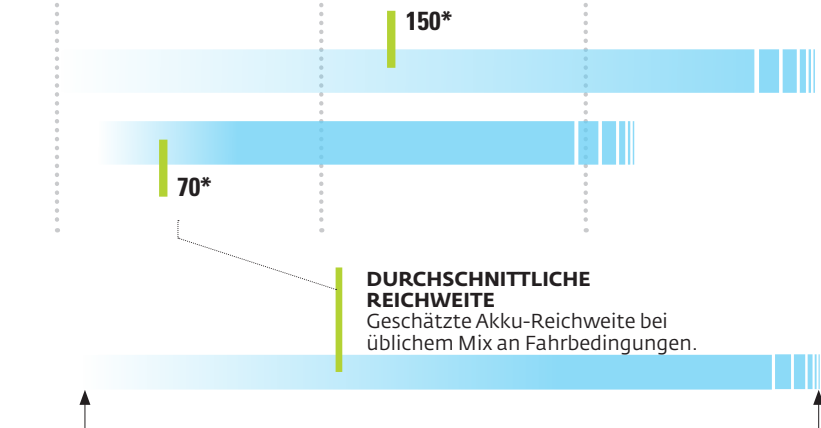 150*
70*
DURCHSCHNITTLICHE
REICHWEITE
Geschätzte Akku-Reichweite bei
üblichem Mix an Fahrbedingungen.